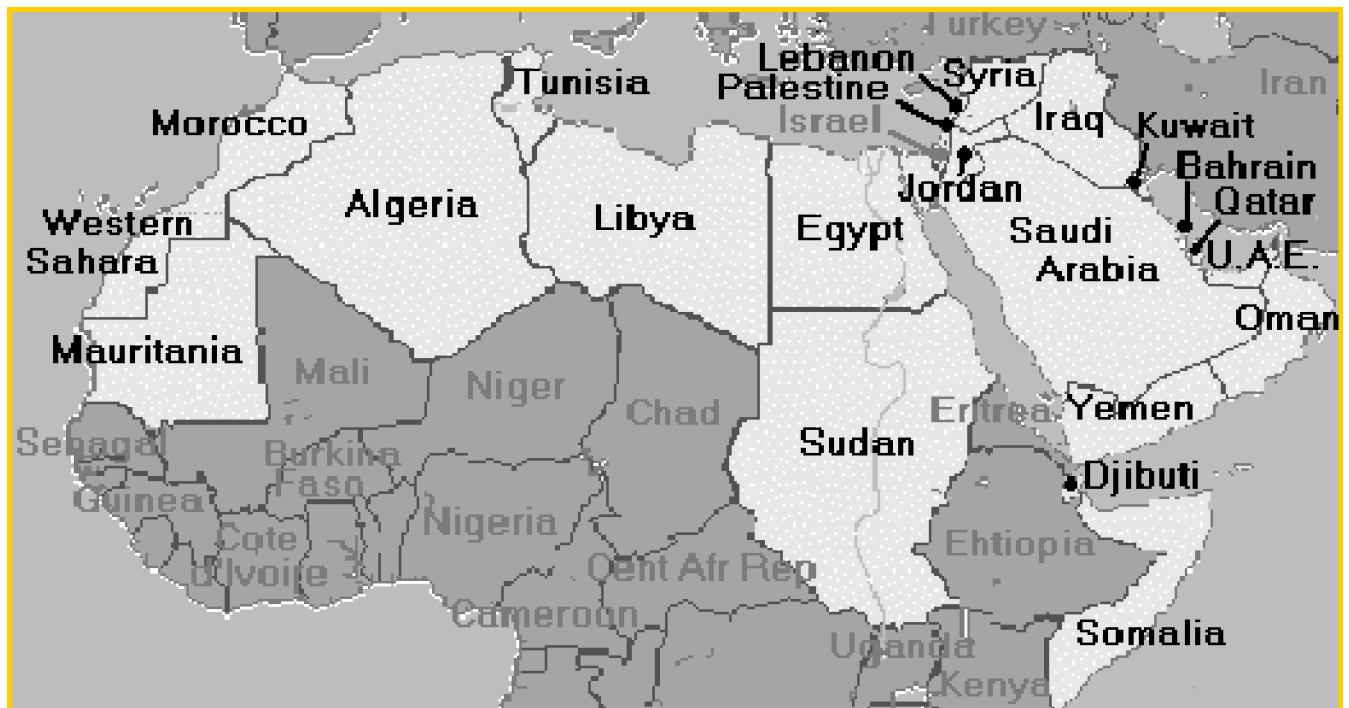 Turkey
Lebanon
Syria
Iran
Tunisia
Palestine
Morocco
Israel
Iraq
Kuwait
Bahrain
Jordan
Qatar
Algeria
Libya
Egypt
Western
Sahara
Saudi
Arabia
U.A.E.
Oman
Mauritania
Mali
Niger
Chad
Eritrea
Yemen
Senagal
Sudan
Burkina
Faso
Djibuti
Guinea
Nigeria
Cote
d'Ivoire
Ehtiopia
Cent Afr Rep
Cameroon
Uganda
Somalia
Kenya